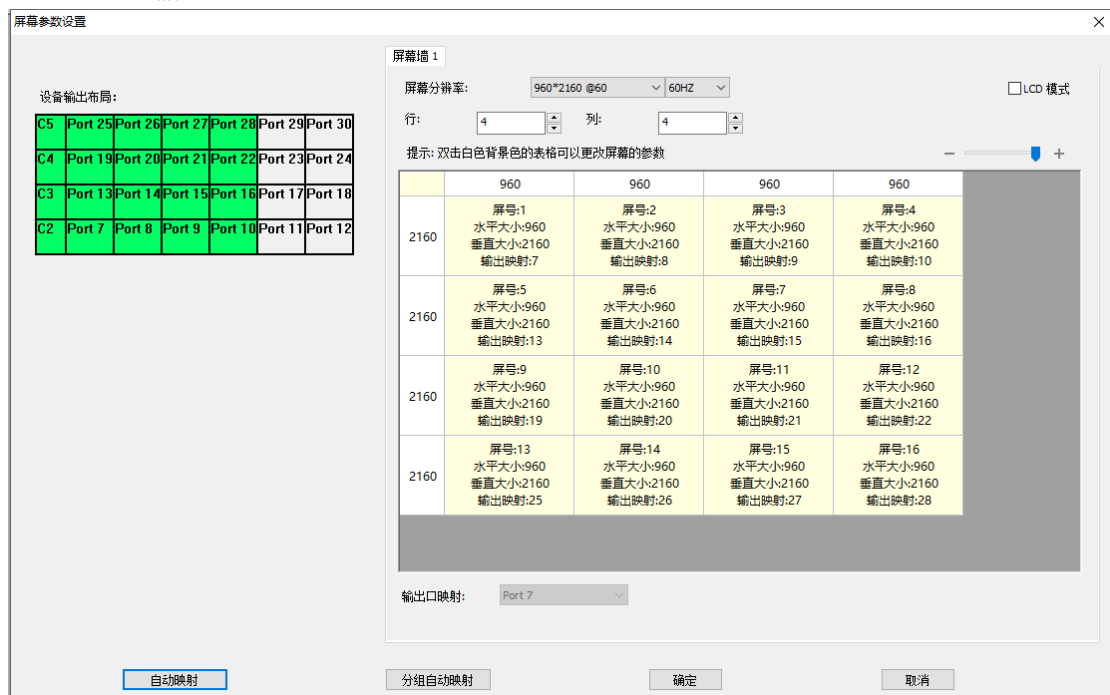 屏幕参数设置
屏幕墙 1
设备输出布局:
C5 Port 25 Port 26 Port 27 Port 28 Port 29 Port 30
C4 Port 19 Port 20 Port 21 Port 22 Port 23 Port 24
C3 Port 13 Port 14 Port 15 Port 16 Port 17 Port 18
C2 Port 7 Port 8 Port 9 Port 10 Port 11 Port 12
屏幕分辨率: 960*2160 @60 60HZ LCD 模式
行: 4 列: 4
提示: 双击白色背景色的表格可以更改屏幕的参数
960 960 960 960
2160
屏号:1 屏号:2 屏号:3 屏号:4
水平大小:960 水平大小:960 水平大小:960 水平大小:960
垂直大小:2160 垂直大小:2160 垂直大小:2160 垂直大小:2160
输出映射:7 输出映射:8 输出映射:9 输出映射:10
2160
屏号:5 屏号:6 屏号:7 屏号:8
水平大小:960 水平大小:960 水平大小:960 水平大小:960
垂直大小:2160 垂直大小:2160 垂直大小:2160 垂直大小:2160
输出映射:13 输出映射:14 输出映射:15 输出映射:16
2160
屏号:9 屏号:10 屏号:11 屏号:12
水平大小:960 水平大小:960 水平大小:960 水平大小:960
垂直大小:2160 垂直大小:2160 垂直大小:2160 垂直大小:2160
输出映射:19 输出映射:20 输出映射:21 输出映射:22
2160
屏号:13 屏号:14 屏号:15 屏号:16
水平大小:960 水平大小:960 水平大小:960 水平大小:960
垂直大小:2160 垂直大小:2160 垂直大小:2160 垂直大小:2160
输出映射:25 输出映射:26 输出映射:27 输出映射:28
输出口映射: Port 7
自动映射 分组自动映射 确定 取消